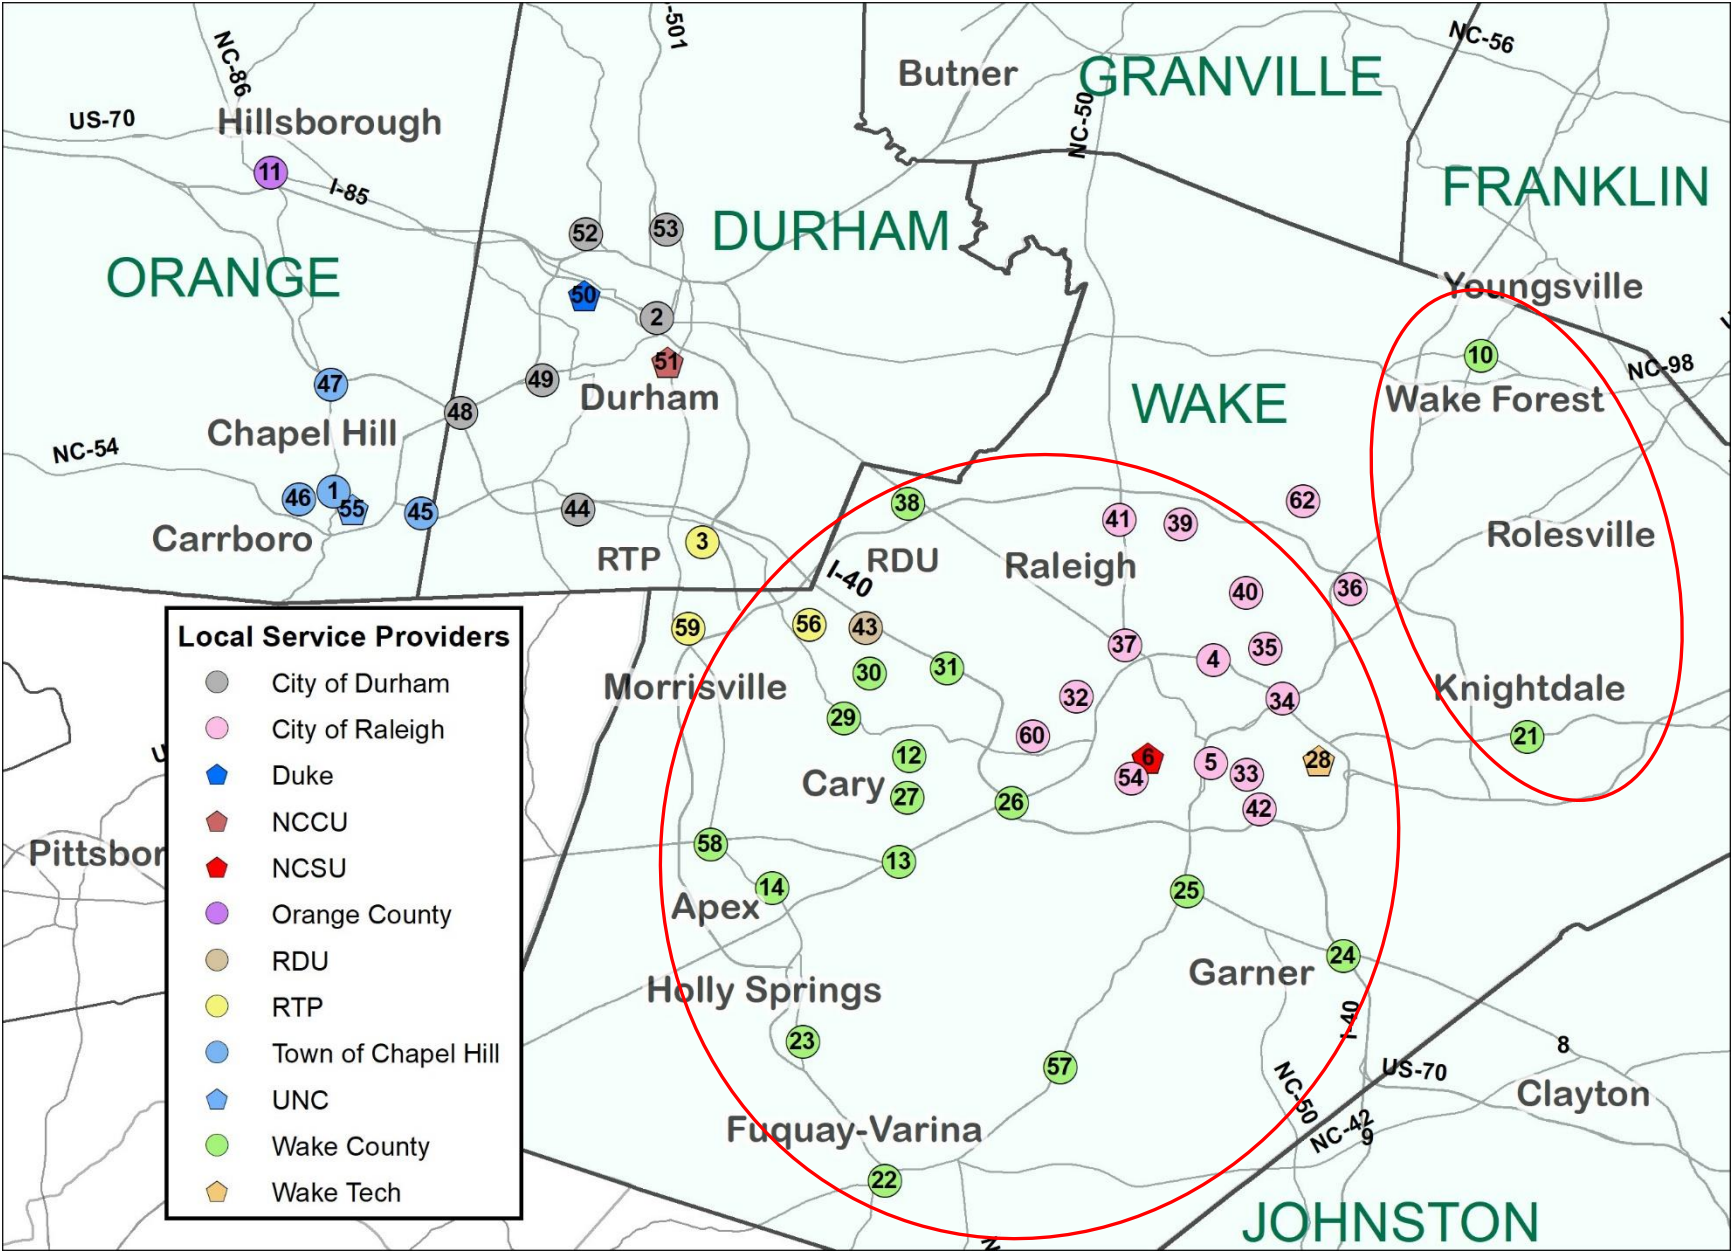 -501
NC-56
NC-86
Butner
GRANVILLE
US-70
Hillsborough
NC-50
11
I-85
FRANKLIN
52
53
DURHAM
ORANGE
Youngsville
50
2
51
10
NC-98
47
49
Durham
WAKE
Wake Forest
48
Chapel Hill
NC-54
46
1
55
45
44
38
41
39
62
Rolesville
Carrboro
RTP
3
RDU
Raleigh
I-40
40
36
59
56
43
37
4
35
30
31
Morrisville
32
34
Knightdale
29
60
21
12
6
5
28
Cary
27
54
33
26
42
58
13
Pittsbor
14
25
Apex
24
Garner
Holly Springs
I-40
23
57
8
US-70
Clayton
NC-50
NC-42
9
Fuquay-Varina
22
JOHNSTON
Local Service Providers
City of Durham
City of Raleigh
Duke
NCCU
NCSU
Orange County
RDU
RTP
Town of Chapel Hill
UNC
Wake County
Wake Tech